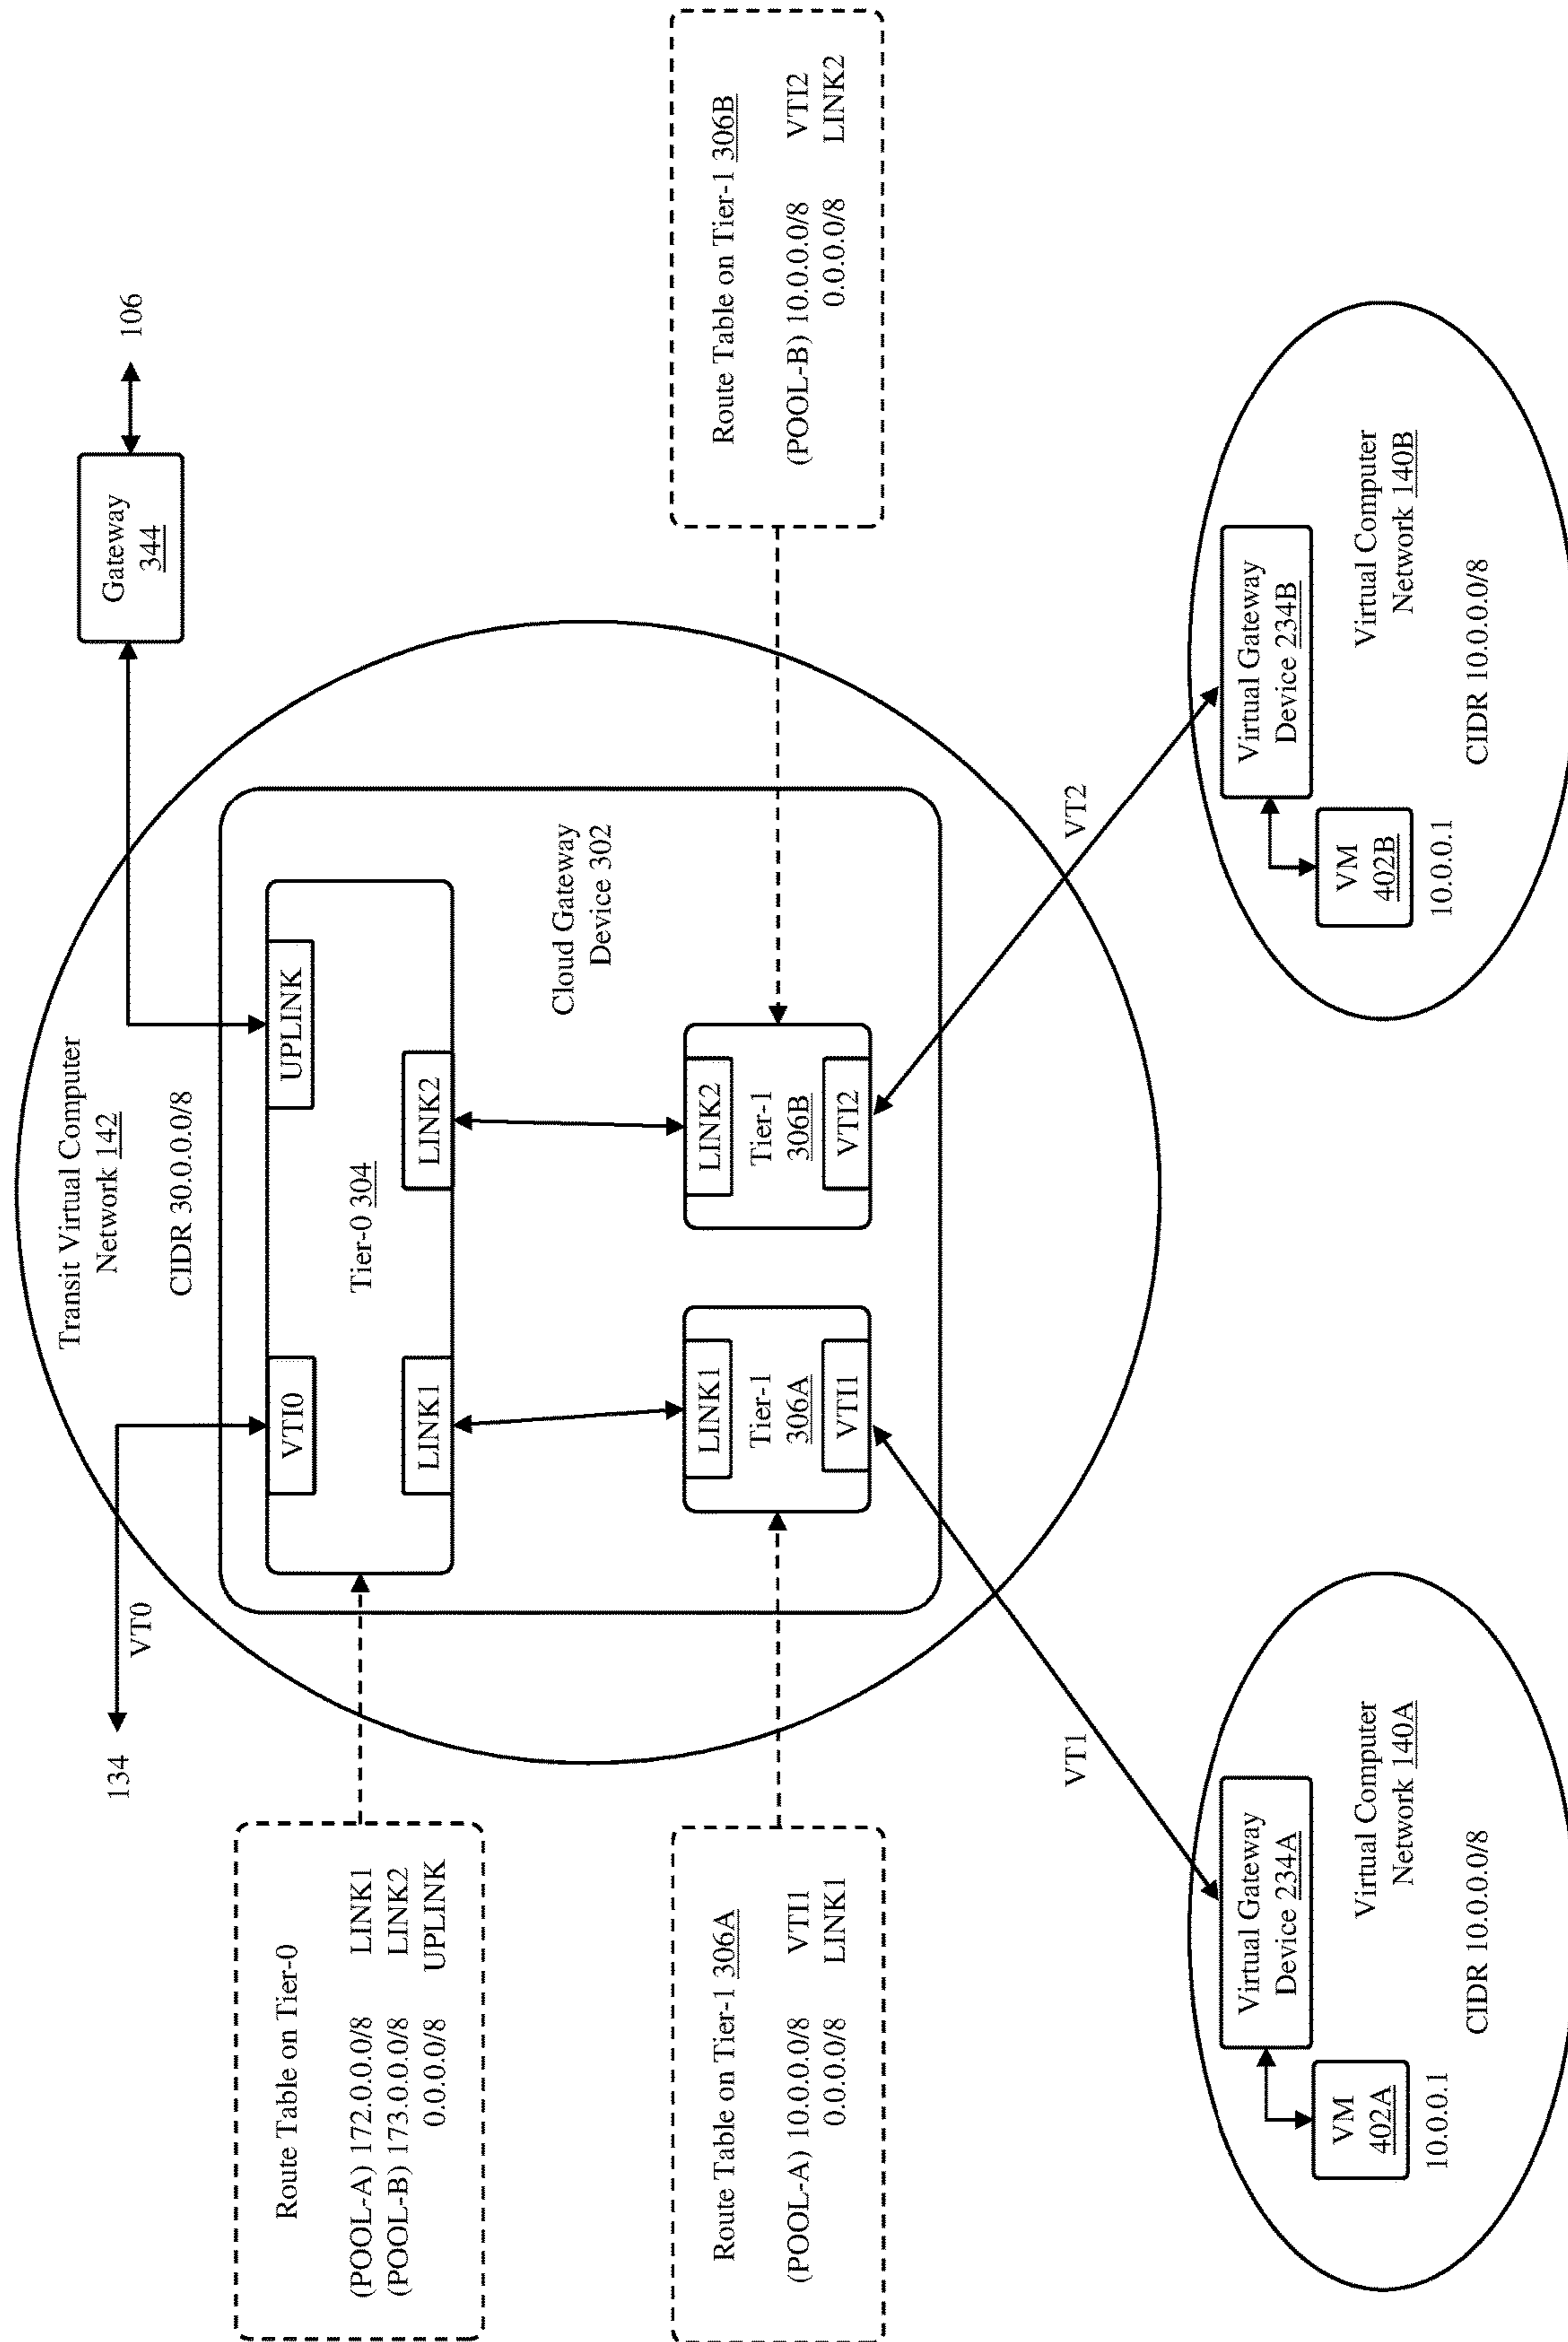 Transit Virtual Computer
Network 142
CIDR 30.0.0.0/8
134
VT0
Gateway
344
106
VTI0
UPLINK
Tier-0 304
LINK1
LINK2
Cloud Gateway
Device 302
LINK1
Tier-1
306A
VTI1
LINK2
Tier-1
306B
VTI2
Route Table on Tier-0
(POOL-A) 172.0.0.0/8 LINK1
(POOL-B) 173.0.0.0/8 LINK2
0.0.0.0/8 UPLINK
Route Table on Tier-1 306A
(POOL-A) 10.0.0.0/8 VTI1
0.0.0.0/8 LINK1
Route Table on Tier-1 306B
(POOL-B) 10.0.0.0/8 VTI2
0.0.0.0/8 LINK2
VT1
VT2
Virtual Gateway
Device 234A
VM
402A
10.0.0.1
Virtual Computer
Network 140A
CIDR 10.0.0.0/8
Virtual Gateway
Device 234B
VM
402B
10.0.0.1
Virtual Computer
Network 140B
CIDR 10.0.0.0/8